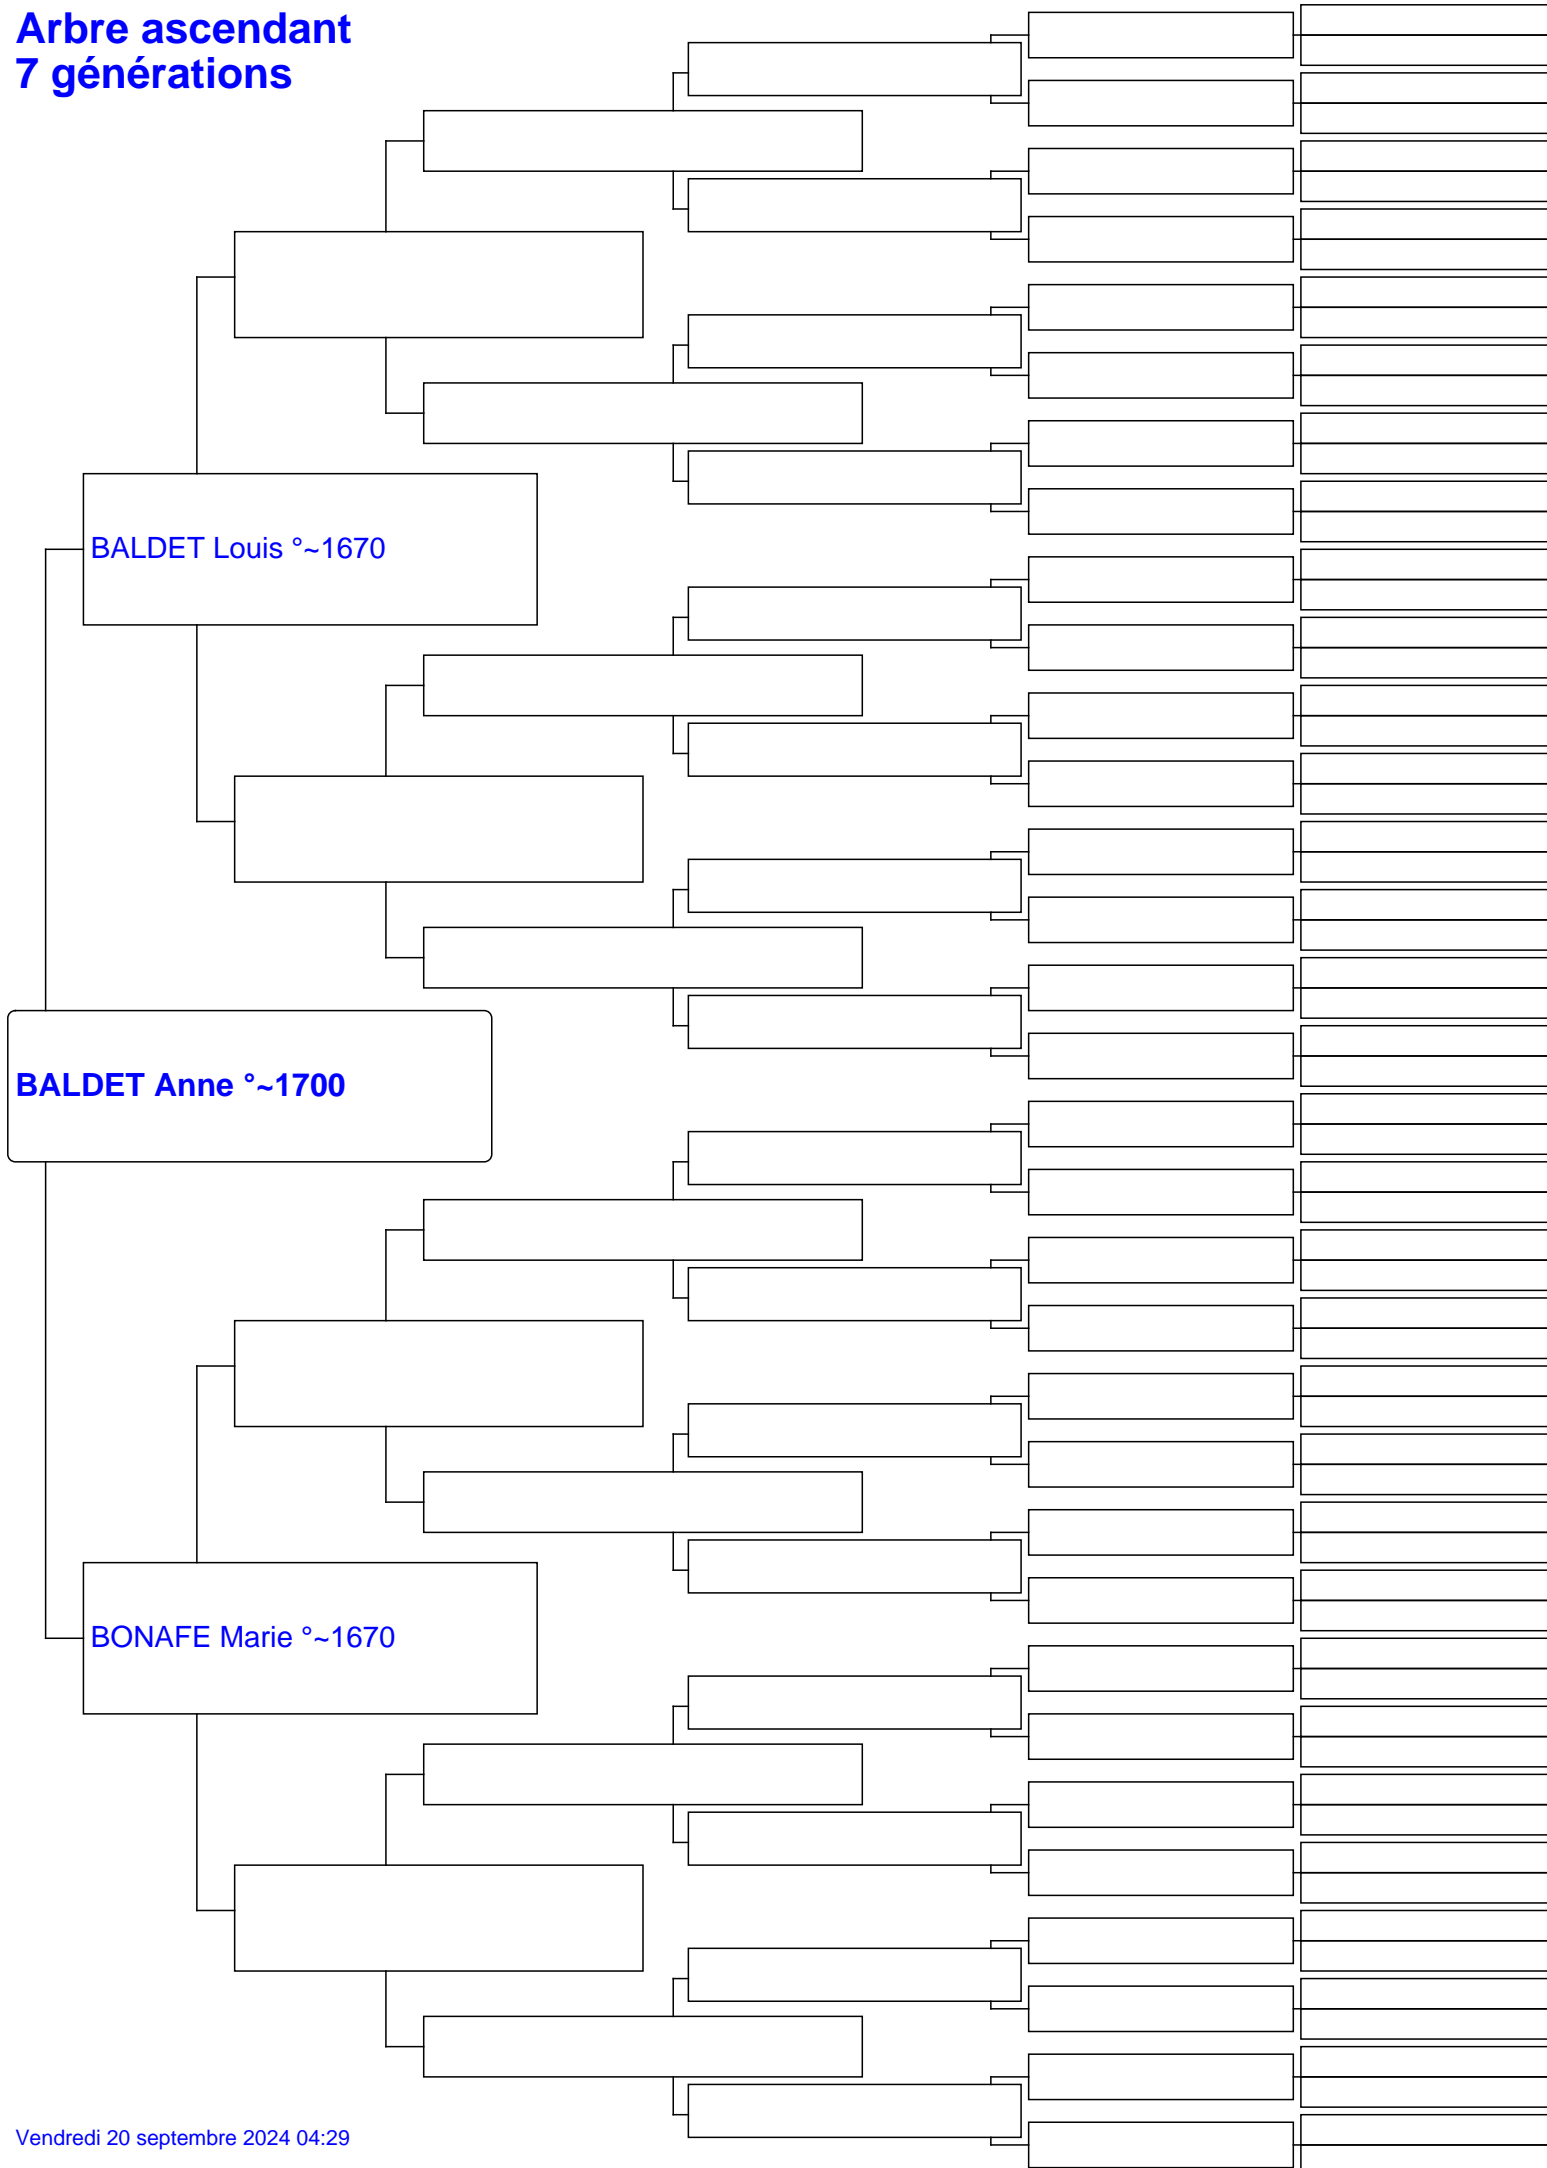 Arbre ascendant
7 générations
BALDET Louis °~1670
BALDET Anne °~1700
BONAFE Marie °~1670
Vendredi 20 septembre 2024 04:29